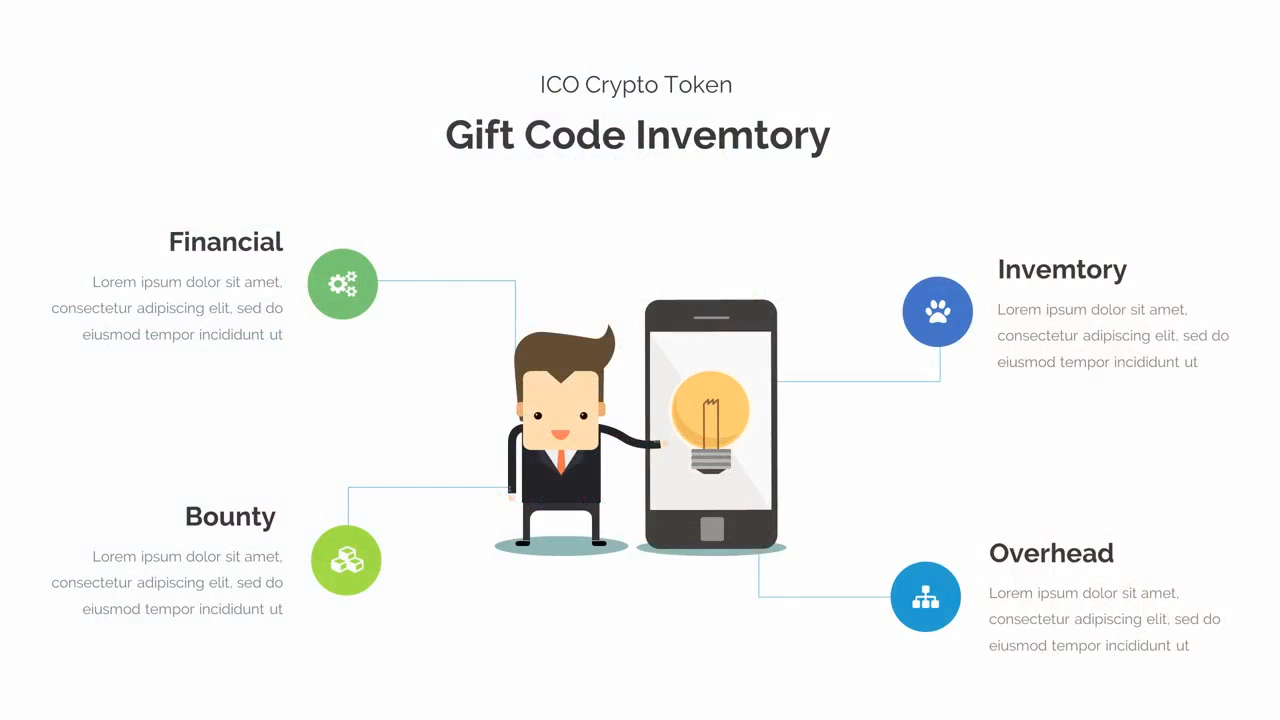 ICO Crypto Token
Gift Code Invemtory
Financial
Lorem ipsum dolor sit amet,
consectetur adipiscing elit, sed do
eiusmod tempor incididunt ut
Invemtory
Lorem ipsum dolor sit amet,
consectetur adipiscing elit, sed do
eiusmod tempor incididunt ut
Bounty
Lorem ipsum dolor sit amet,
consectetur adipiscing elit, sed do
eiusmod tempor incididunt ut
Overhead
Lorem ipsum dolor sit amet,
consectetur adipiscing elit, sed do
eiusmod tempor incididunt ut